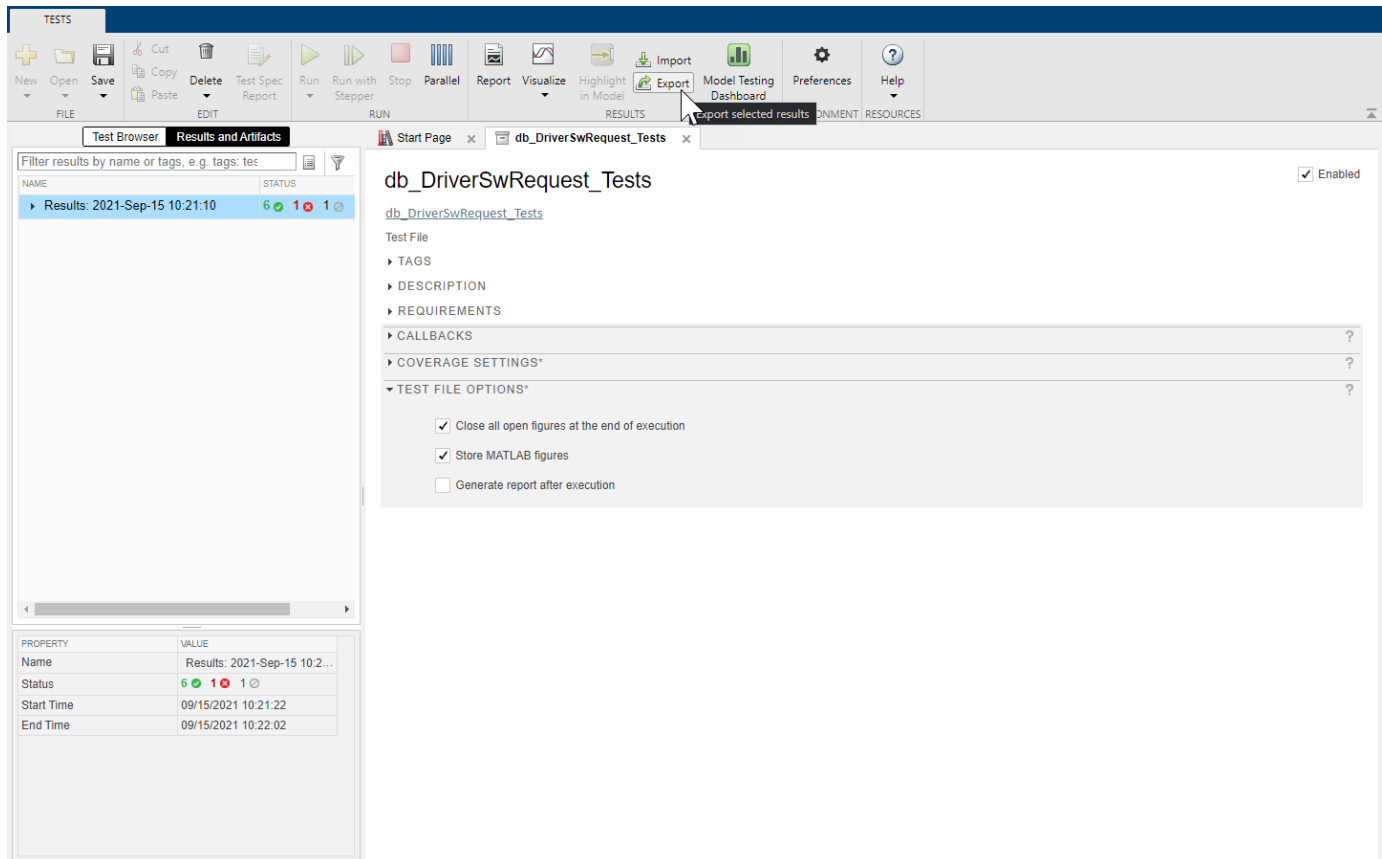 TESTS
New
Open
Save
Cut
Copy
Paste
Delete
Test Spec
Report
Run
Run with
Stepper
Stop
Parallel
Report
Visualize
Highlight
in Model
Import
Export
Model Testing
Dashboard
Preferences
Help
FILE
EDIT
RUN
RESULTS
Export selected results
ONMENT
RESOURCES
Test Browser
Results and Artifacts
Start Page
db_DriverSwRequest_Tests
Filter results by name or tags, e.g. tags: tes
NAME STATUS
Results: 2021-Sep-15 10:21:10 6 1 1
db_DriverSwRequest_Tests
Enabled
db_DriverSwRequest_Tests
Test File
TAGS
DESCRIPTION
REQUIREMENTS
CALLBACKS ?
COVERAGE SETTINGS* ?
TEST FILE OPTIONS* ?
Close all open figures at the end of execution
Store MATLAB figures
Generate report after execution
PROPERTY VALUE
Name Results: 2021-Sep-15 10:2...
Status 6 1 1
Start Time 09/15/2021 10:21:22
End Time 09/15/2021 10:22:02